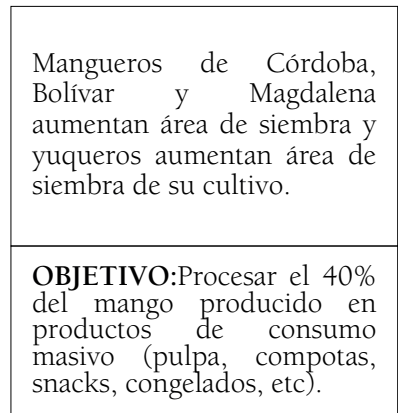 Mangueros de Córdoba,
Bolívar y Magdalena
aumentan área de siembra y
yuqueros aumentan área de
siembra de su cultivo.
OBJETIVO:Procesar el 40%
del mango producido en
productos de consumo
masivo (pulpa, compotas,
snacks, congelados, etc).